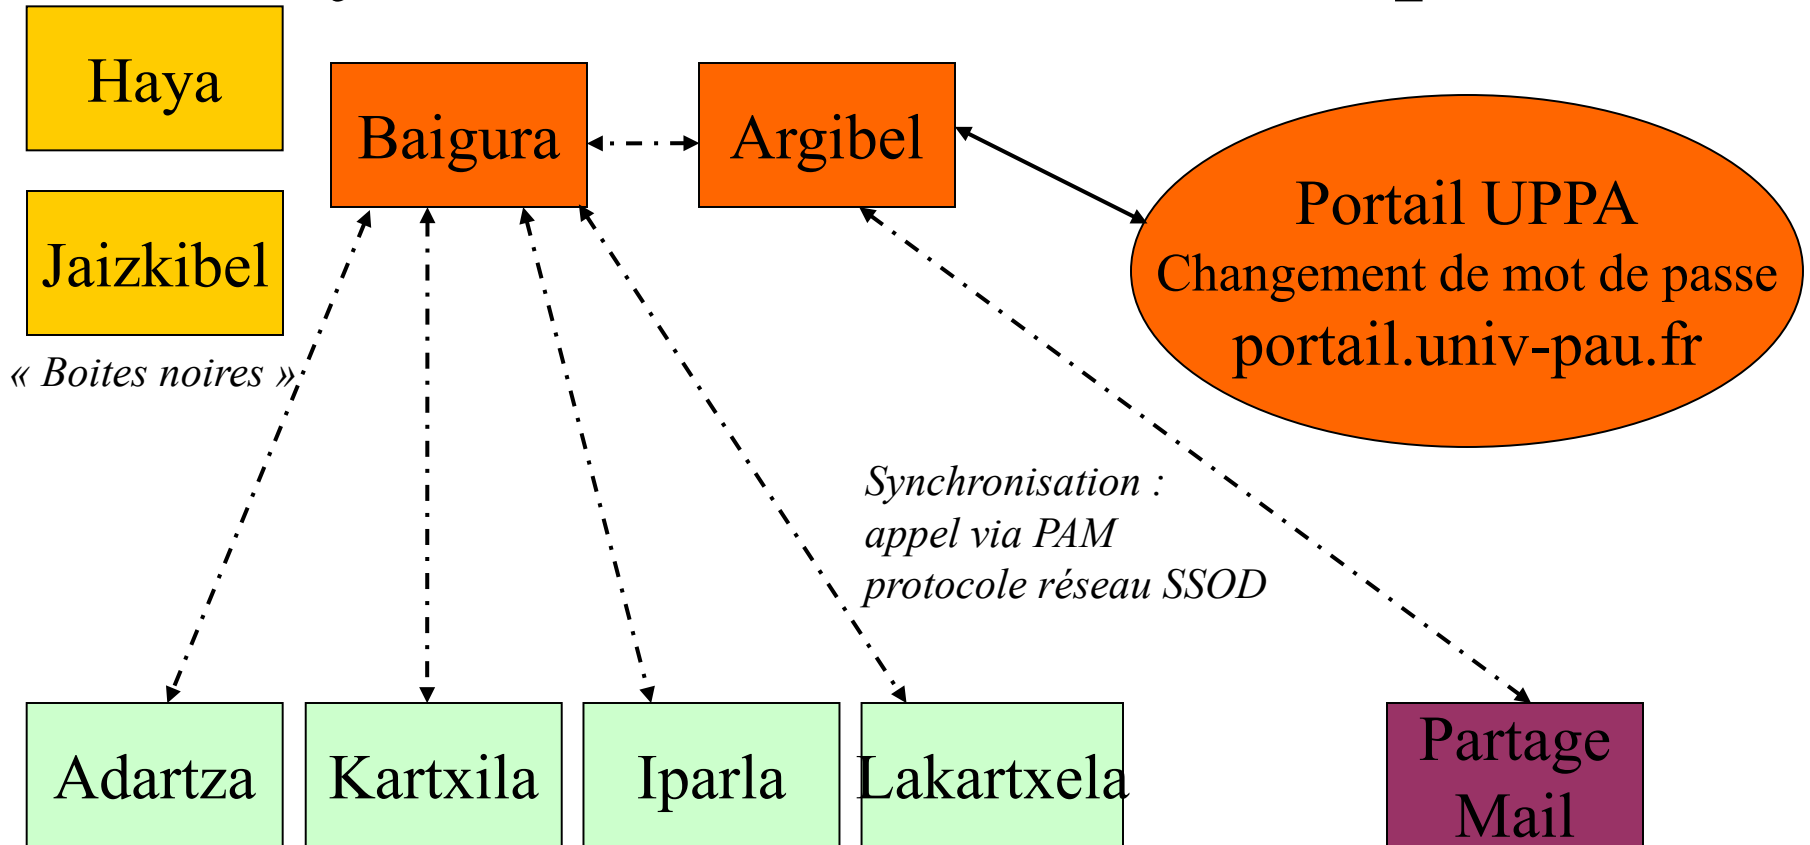 Haya
Baigura
Argibel
Jaizkibel
« Boites noires »
Portail UPPA
Changement de mot de passe
portail.univ-pau.fr
Synchronisation :
appel via PAM
protocole réseau SSOD
Adartza
Kartxila
Iparla
Lakartxela
Partage
Mail